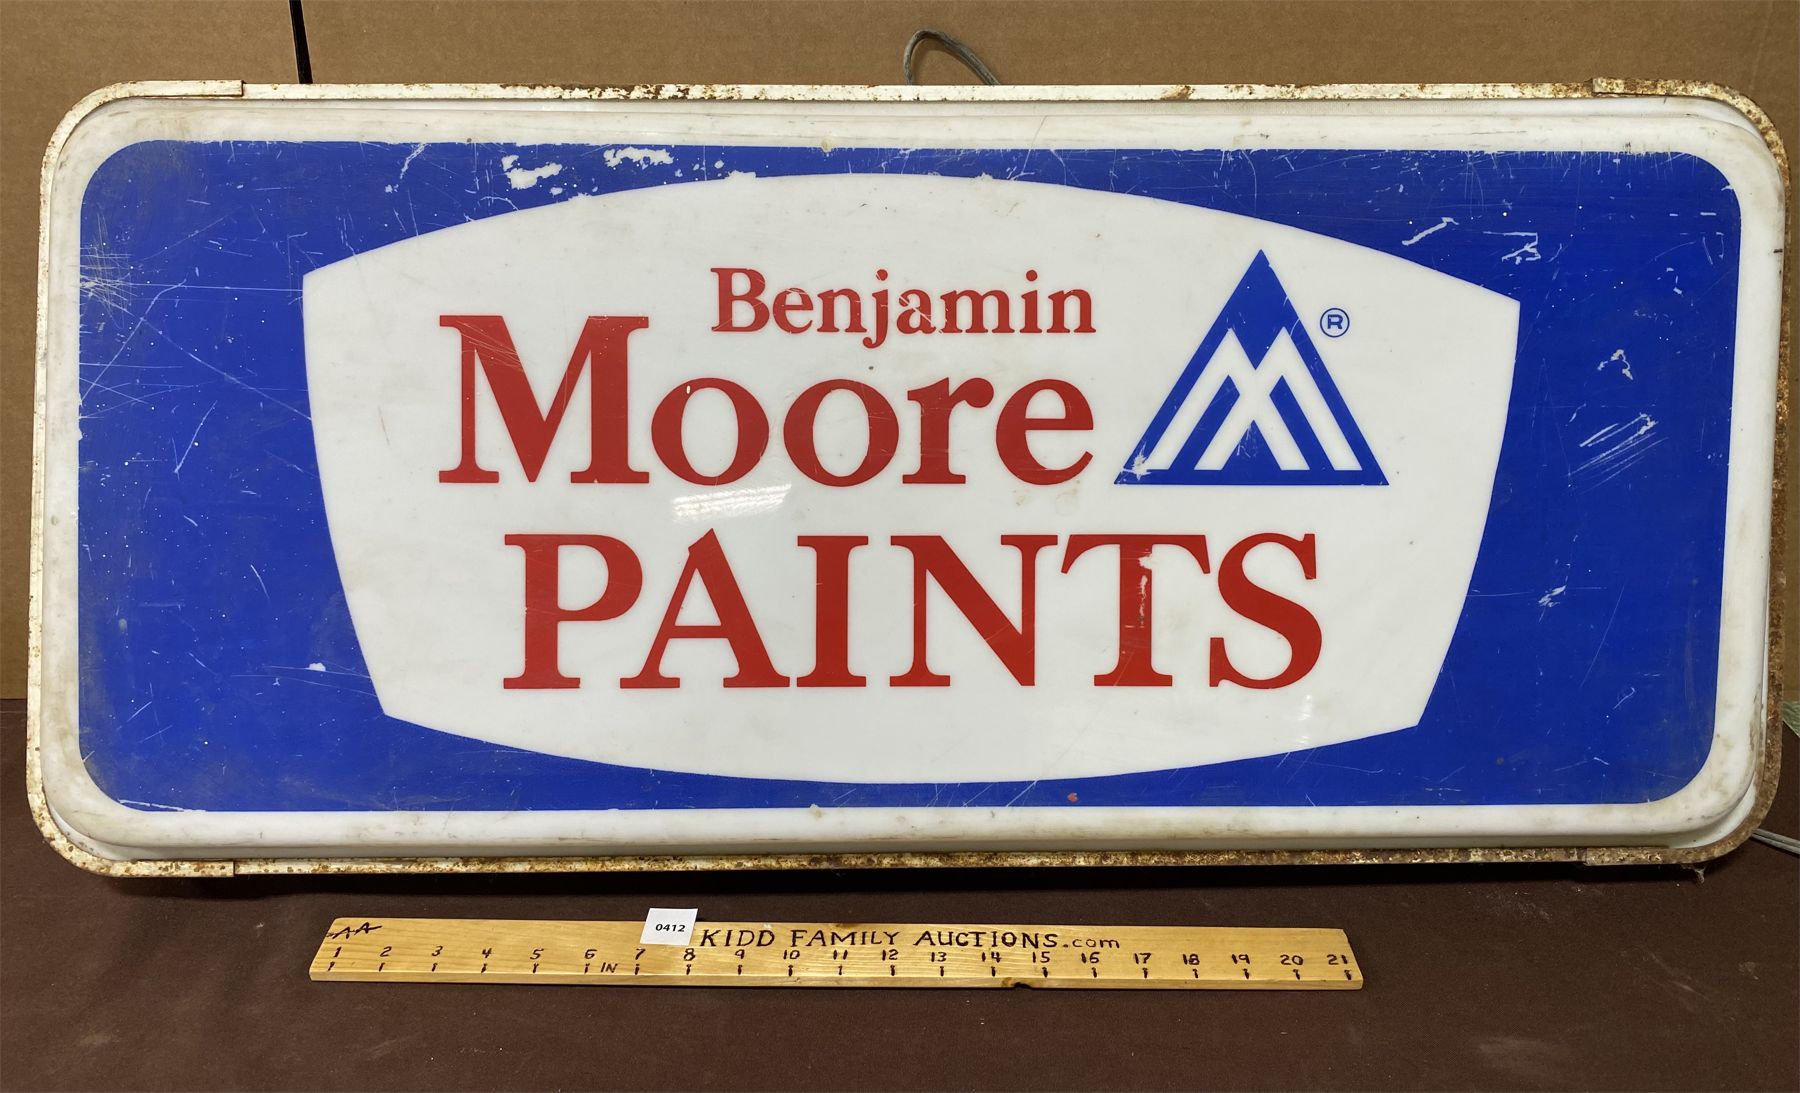 Benjamin
Moore ®
PAINTS
AA
0412
KIDD FAMILY AUCTIONS.com
1 2 3 4 5 6 7 8 9 10 11 12 13 14 15 16 17 18 19 20 21
IN